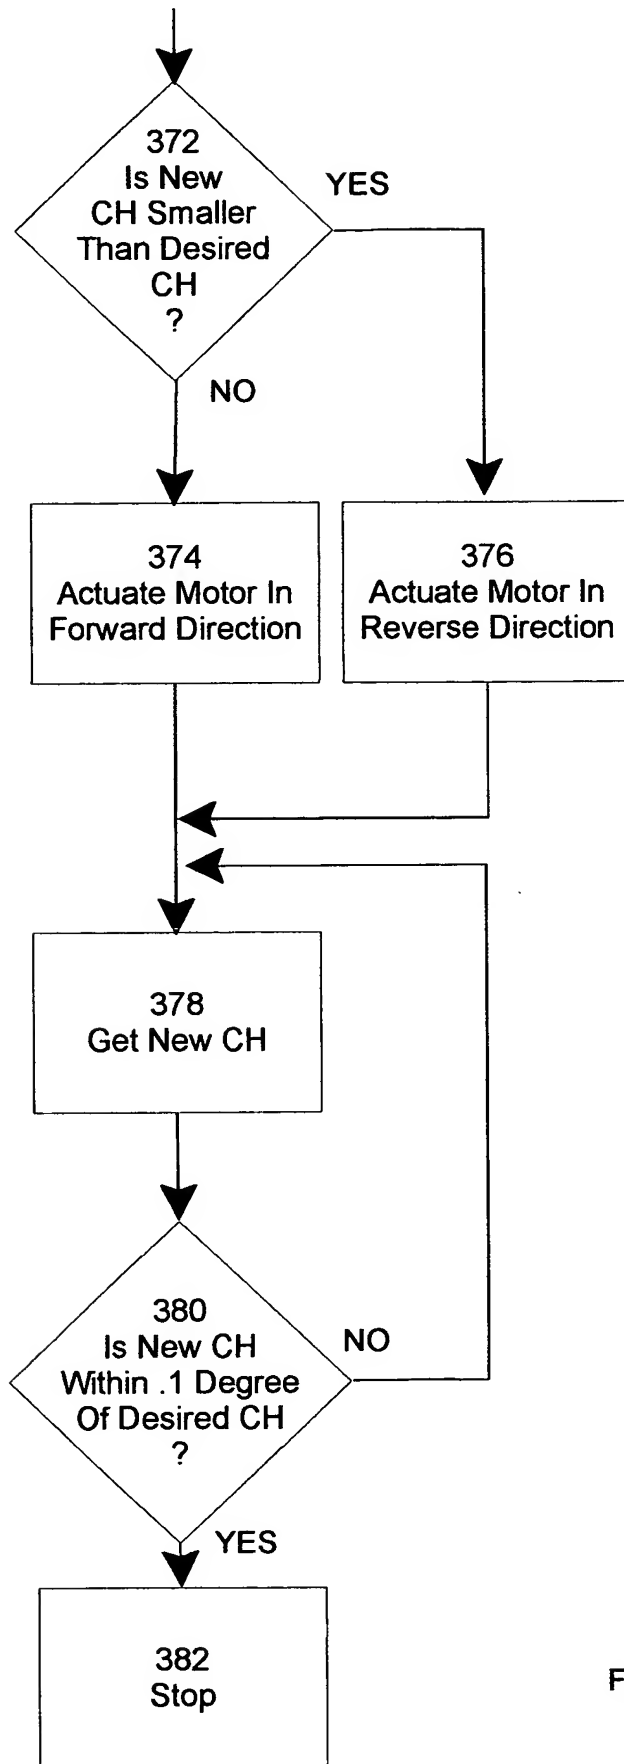 372
Is New
CH Smaller
Than Desired
CH
?
YES
NO
374
Actuate Motor In
Forward Direction
376
Actuate Motor In
Reverse Direction
378
Get New CH
380
Is New CH
Within .1 Degree
Of Desired CH
?
NO
YES
382
Stop
F